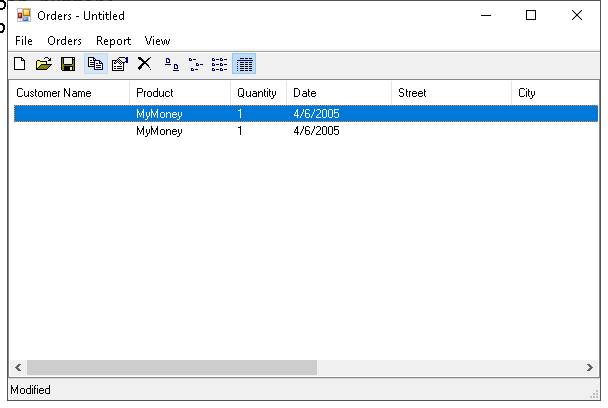 Orders - Untitled
File Orders Report View
Customer Name Product Quantity Date Street City
MyMoney 1 4/6/2005
MyMoney 1 4/6/2005
Modified